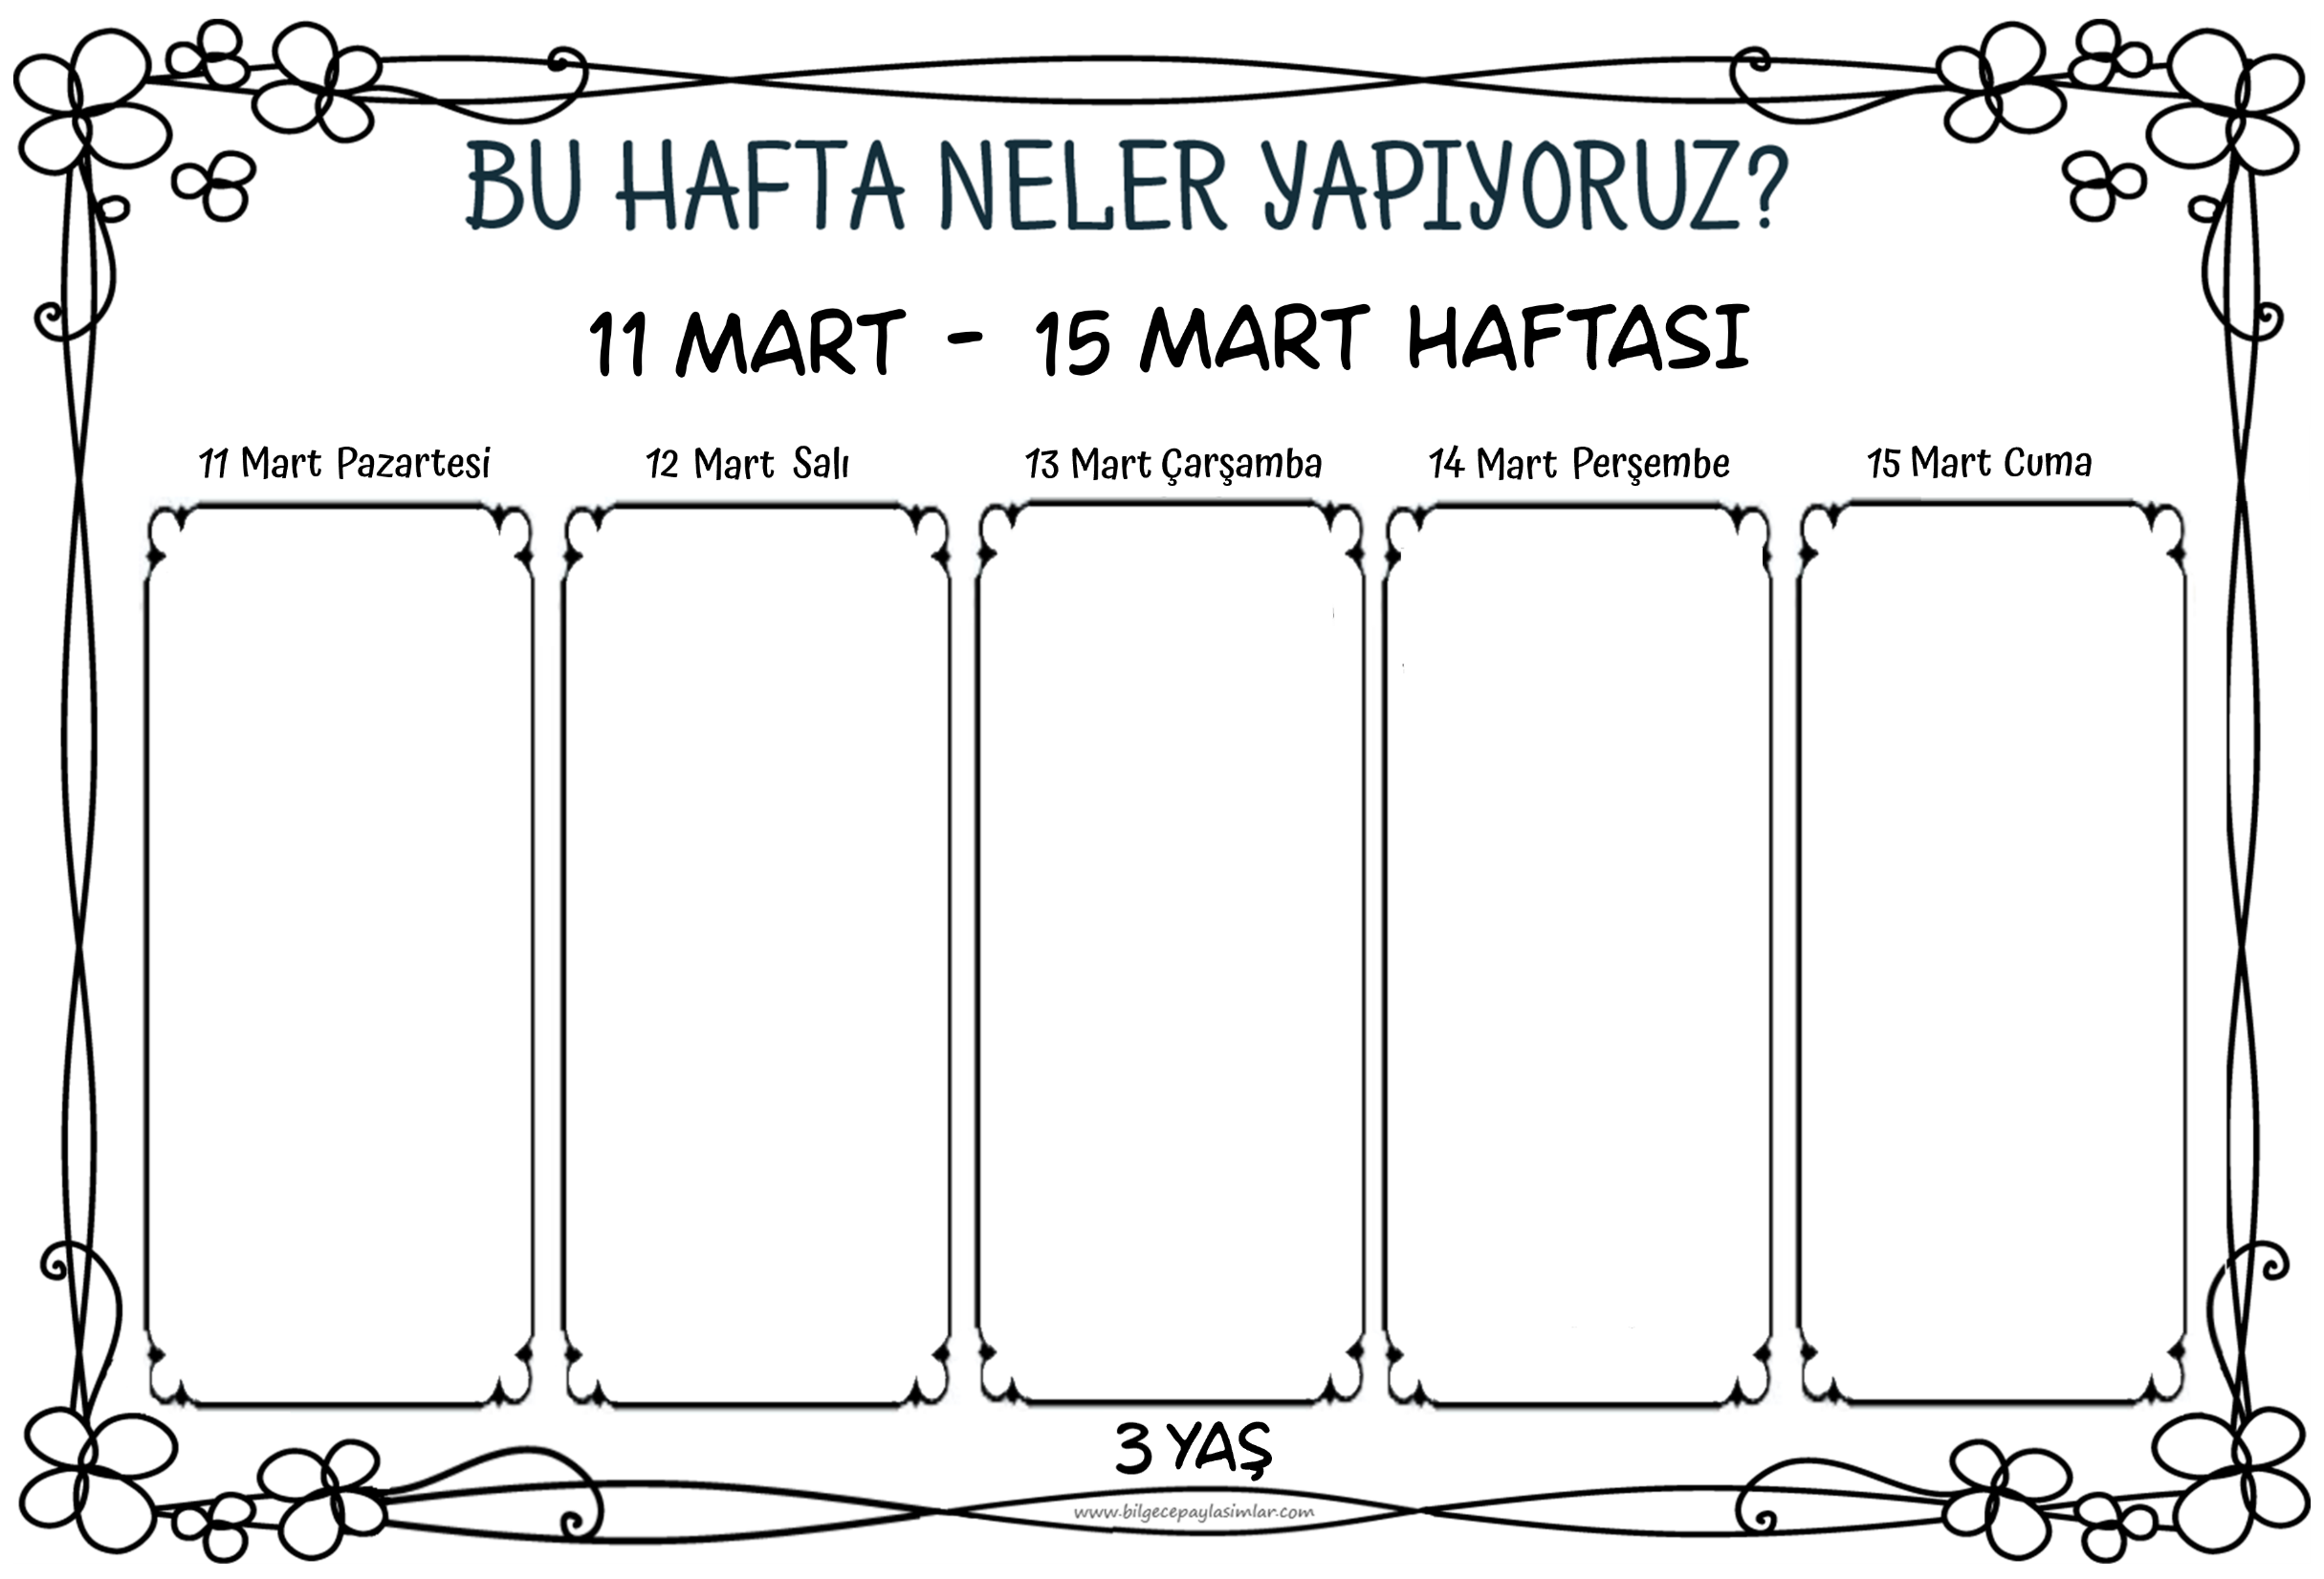 BU HAFTA NELER YAPIYORUZ?
11 MART - 15 MART HAFTASI
11 Mart Pazartesi
12 Mart Salı
13 Mart Çarşamba
14 Mart Perşembe
15 Mart Cuma
3 YAŞ
www.bilgecepaylasimlar.com